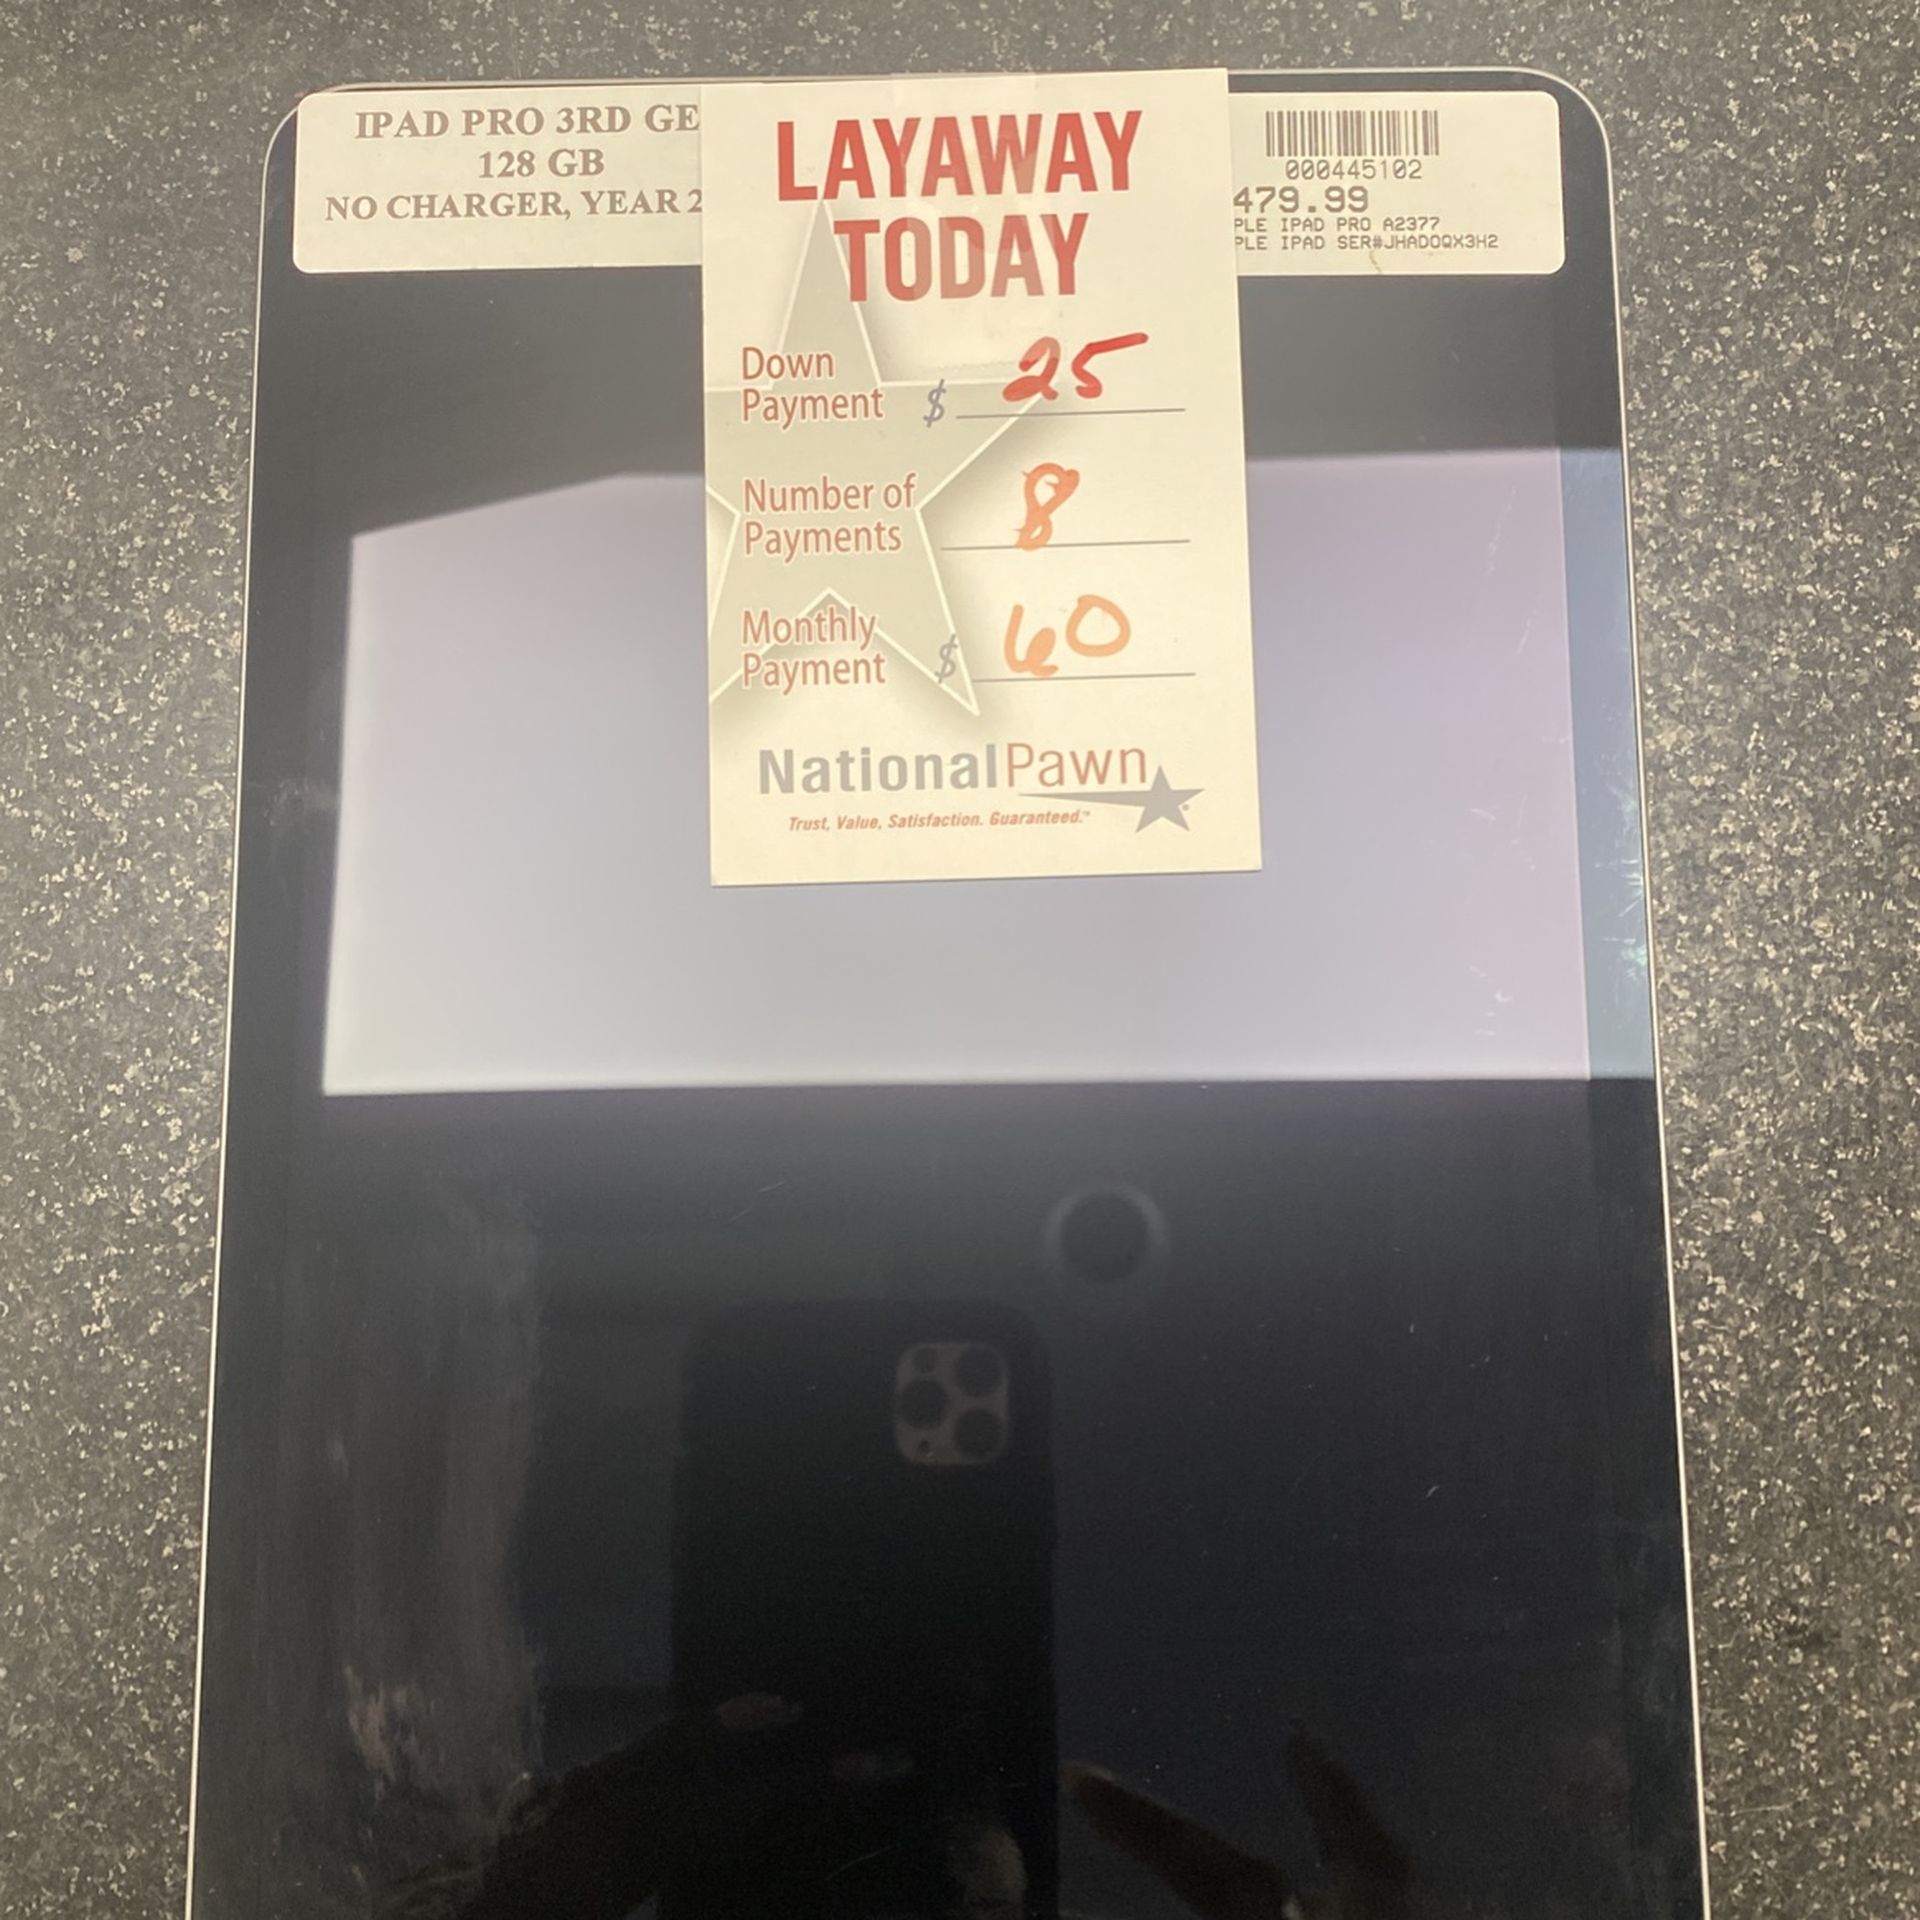 IPAD PRO 3RD GE
128 GB
NO CHARGER, YEAR 2
LAYAWAY
TODAY
Down
Payment $ 25
Number of
Payments 8
Monthly
Payment $ 60
NationalPawn
Trust, Value, Satisfaction. Guaranteed.™
000445102
479.99
PLE IPAD PRO A2377
PLE IPAD SER#JHADOQX3H2